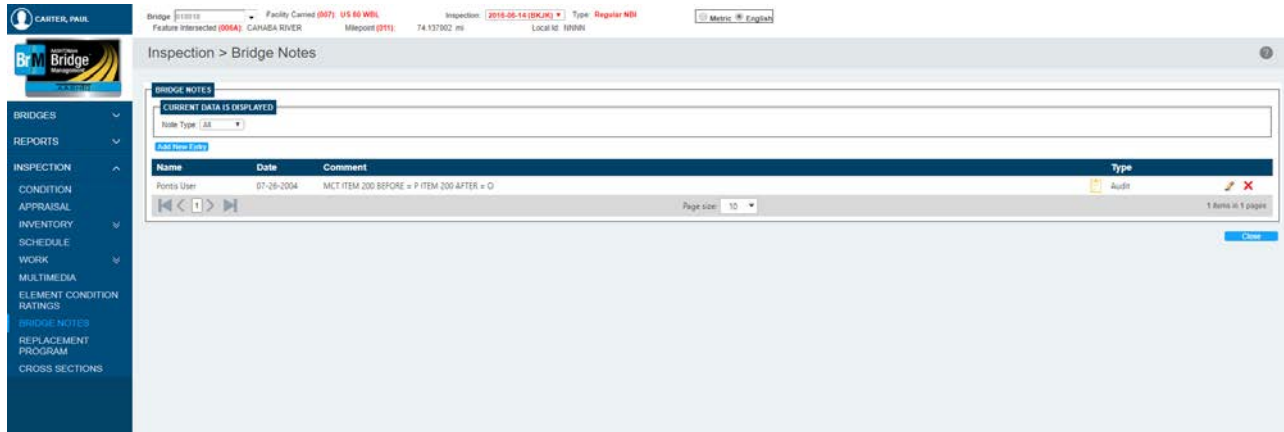 CARTER, PAUL
Bridge
Facility Carried (007): US 80 WBL
Inspection: 2016-06-14 (BKJK)
Type: Regular NBI
Metric English
Feature Intersected (006A): CAHABA RIVER
Milepoint (011): 74.137902 mi
Local Id: NNNN
BrM
Bridge
Management
Inspection > Bridge Notes
?
BRIDGE NOTES
CURRENT DATA IS DISPLAYED
Note Type: All
Add New Entry
Name Date Comment Type
Pontis User 07-26-2004 MCT ITEM 200 BEFORE = P ITEM 200 AFTER = O Audit
1
Page size: 10
1 items in 1 pages
Close
BRIDGES
REPORTS
INSPECTION
CONDITION
APPRAISAL
INVENTORY
SCHEDULE
WORK
MULTIMEDIA
ELEMENT CONDITION
RATINGS
BRIDGE NOTES
REPLACEMENT
PROGRAM
CROSS SECTIONS